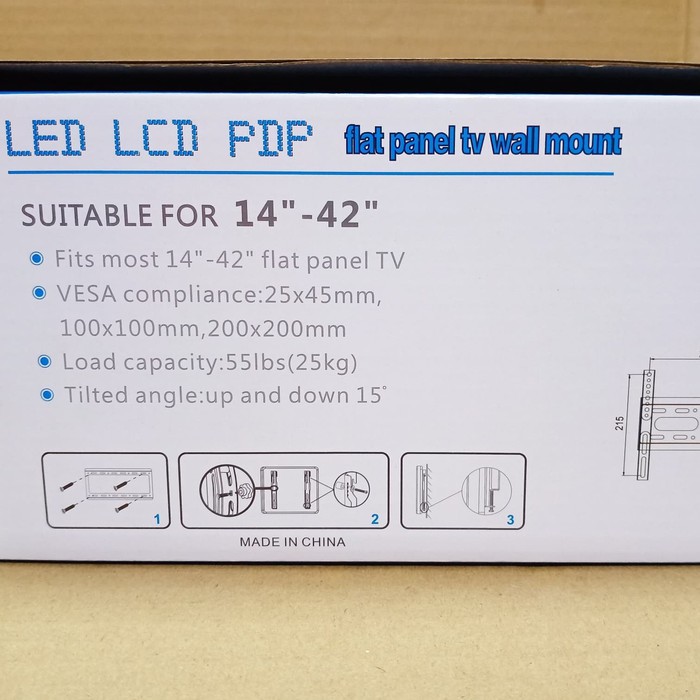 LED LCD PDP flat panel tv wall mount
SUITABLE FOR 14"-42"
Fits most 14"-42" flat panel TV
VESA compliance:25x45mm,
100x100mm,200x200mm
Load capacity:55lbs(25kg)
Tilted angle:up and down 15°
215
1 2 3
MADE IN CHINA